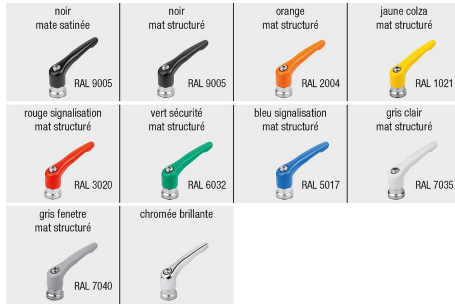 noir
mate satinée
RAL 9005
noir
mat structuré
RAL 9005
orange
mat structuré
RAL 2004
jaune colza
mat structuré
RAL 1021
rouge signalisation
mat structuré
RAL 3020
vert sécurité
mat structuré
RAL 6032
bleu signalisation
mat structuré
RAL 5017
gris clair
mat structuré
RAL 7035
gris fenetre
mat structuré
RAL 7040
chromée brillante